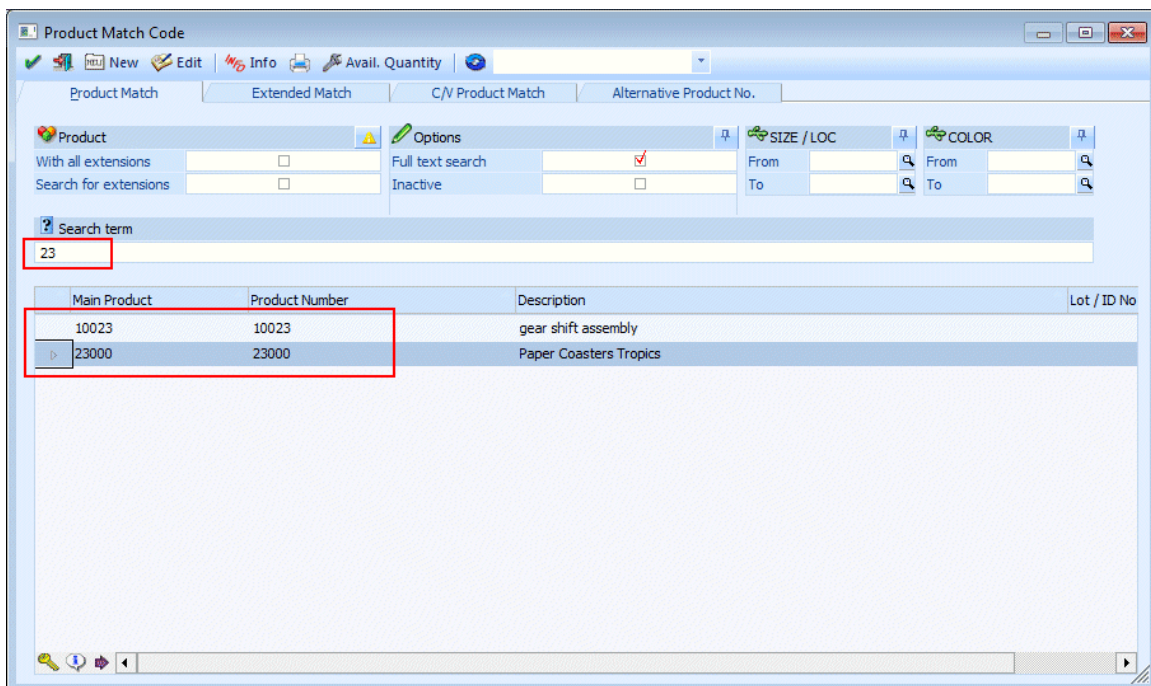 Product Match Code
New Edit Info Avail. Quantity
Product Match Extended Match C/V Product Match Alternative Product No.
Product Options SIZE / LOC COLOR
With all extensions Full text search From From
Search for extensions Inactive To To
Search term
23
Main Product Product Number Description Lot / ID No
10023 10023 gear shift assembly
23000 23000 Paper Coasters Tropics